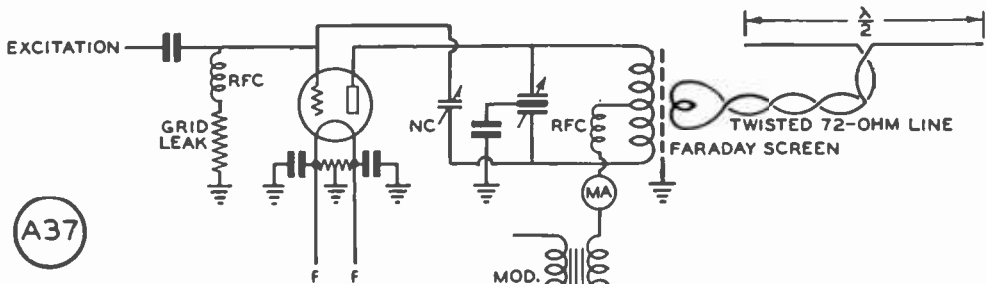 λ
2
EXCITATION
RFC
GRID
LEAK
NC
RFC
TWISTED 72-OHM LINE
FARADAY SCREEN
MA
A37
MOD.
F F